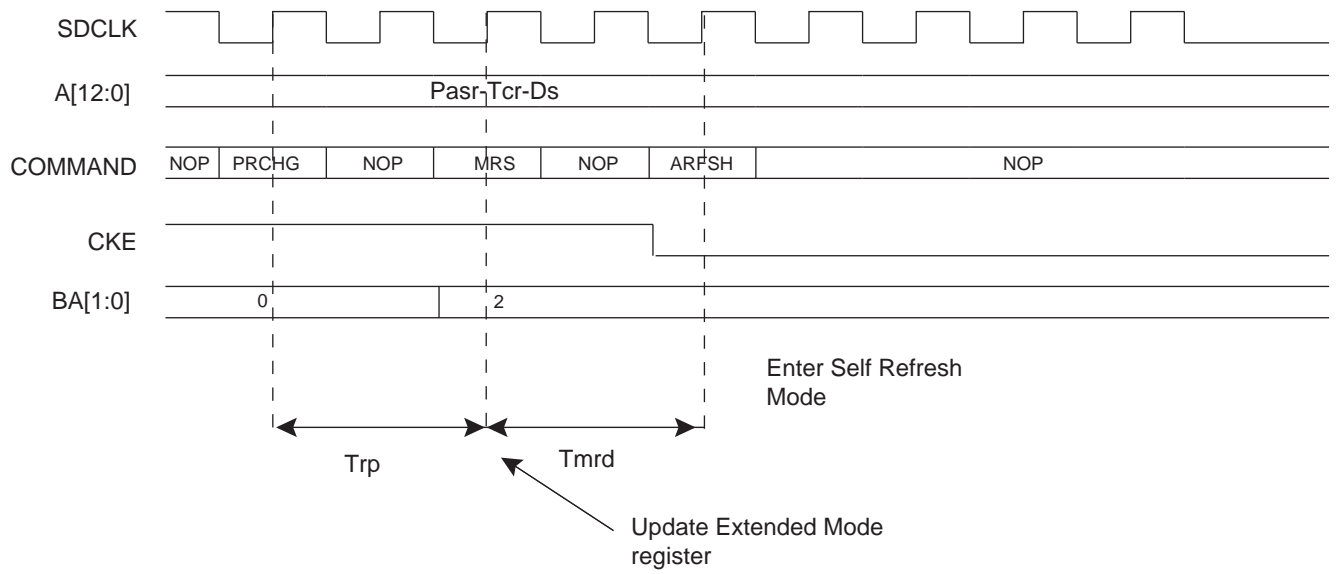 SDCLK
A[12:0]
Pasr-Tcr-Ds
COMMAND
NOP
PRCHG
NOP
MRS
NOP
ARFSH
NOP
CKE
BA[1:0]
0
2
Enter Self Refresh
Mode
Trp
Tmrd
Update Extended Mode
register